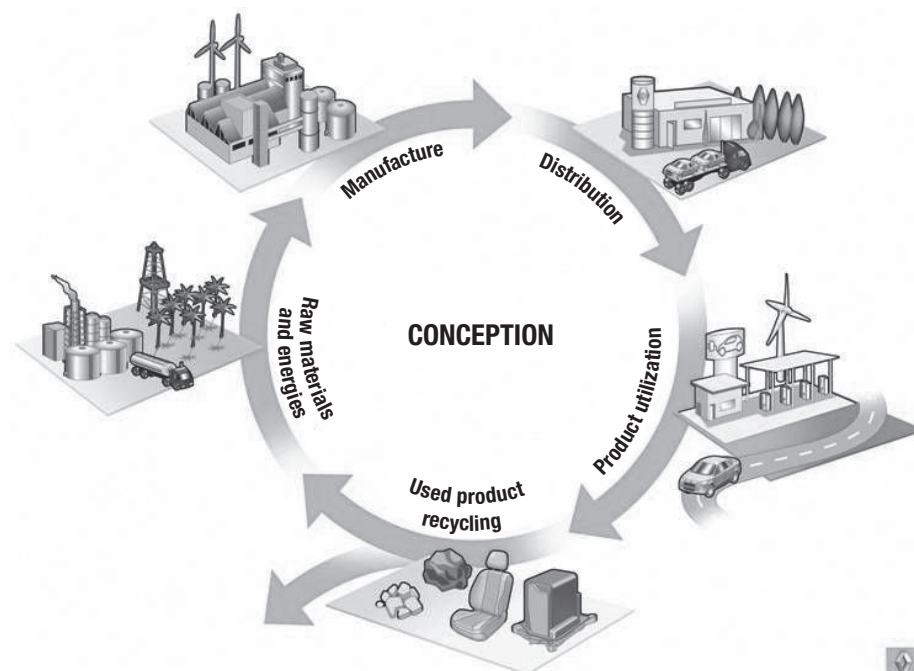 Manufacture
Distribution
Raw materials
and energies
CONCEPTION
Product utilization
Used product
recycling